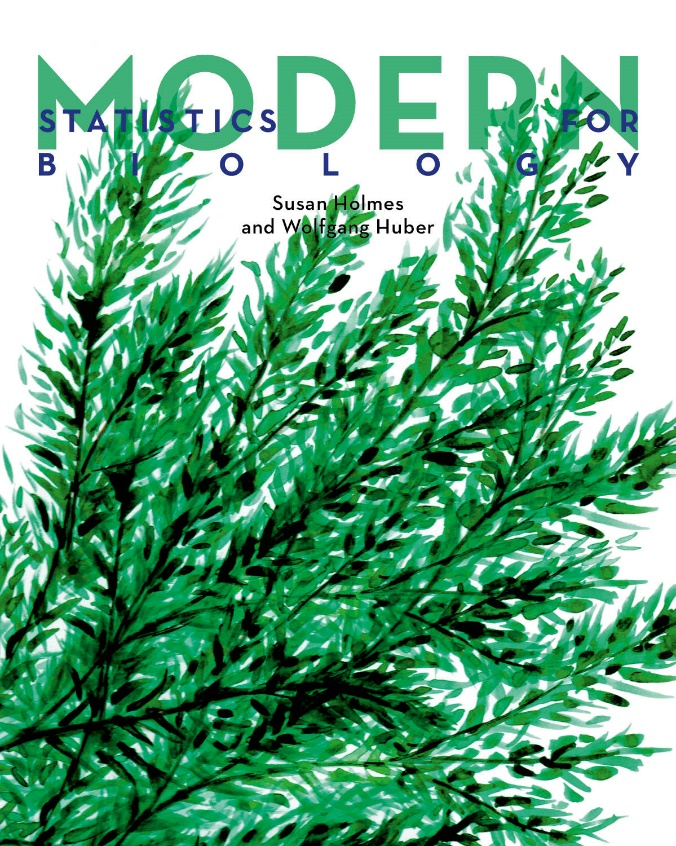 MODERN
STATISTICS FOR
BIOLOGY
Susan Holmes
and Wolfgang Huber